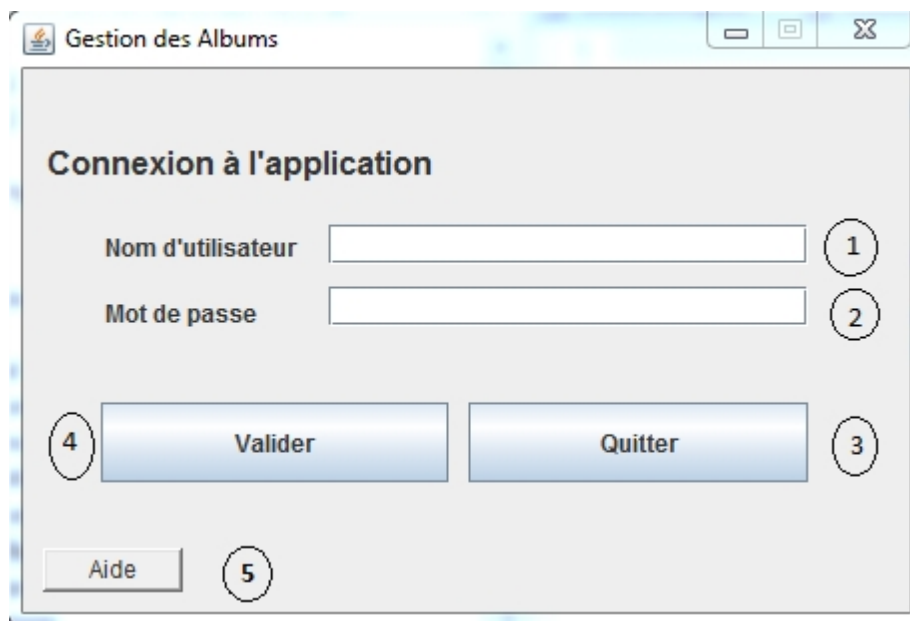 Gestion des Albums
Connexion à l'application
Nom d'utilisateur 1
Mot de passe 2
4 Valider Quitter 3
Aide 5